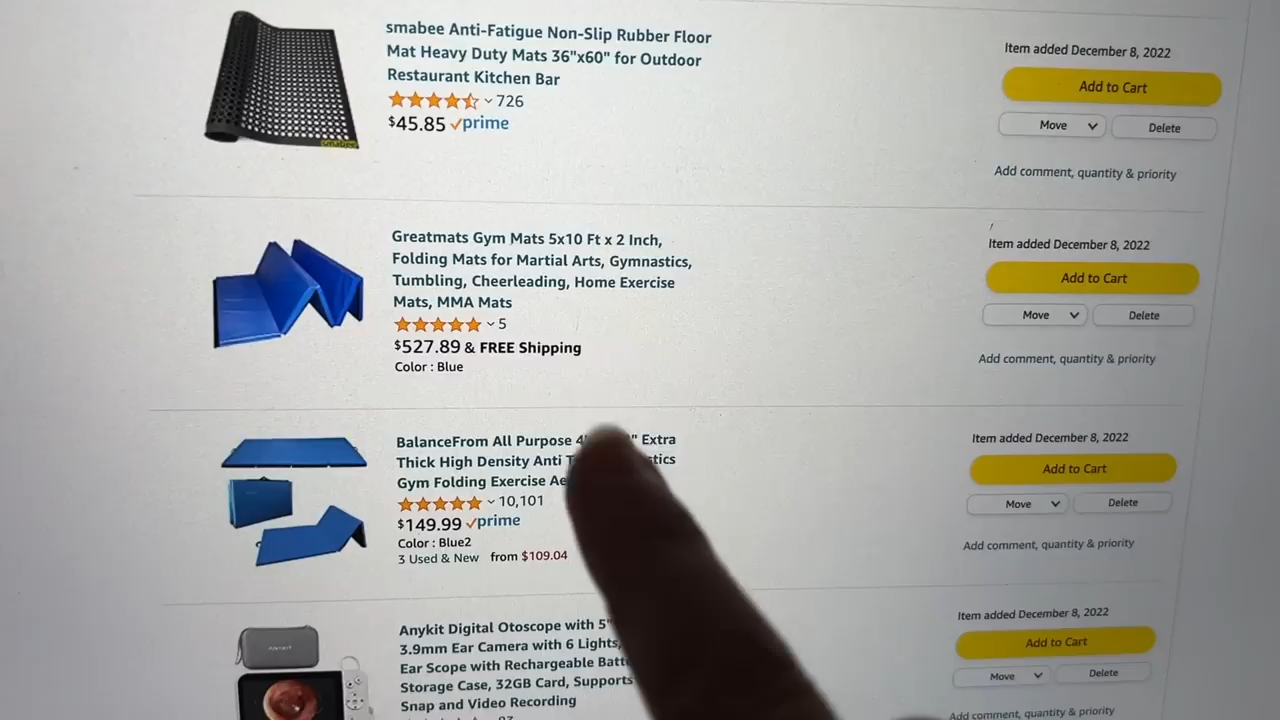 smabee Anti-Fatigue Non-Slip Rubber Floor
Mat Heavy Duty Mats 36"x60" for Outdoor
Restaurant Kitchen Bar
726
$45.85 prime
smabee
Item added December 8, 2022
Add to Cart
Move
Delete
Add comment, quantity & priority
Greatmats Gym Mats 5x10 Ft x 2 Inch,
Folding Mats for Martial Arts, Gymnastics,
Tumbling, Cheerleading, Home Exercise
Mats, MMA Mats
5
$527.89 & FREE Shipping
Color : Blue
Item added December 8, 2022
Add to Cart
Move
Delete
Add comment, quantity & priority
BalanceFrom All Purpose Extra
Thick High Density Anti
Gym Folding Exercise
10,101
$149.99 prime
Color : Blue2
3 Used & New from $109.04
Item added December 8, 2022
Add to Cart
Move
Delete
Add comment, quantity & priority
Anykit Digital Otoscope with 5"
3.9mm Ear Camera with 6 Lights,
Ear Scope with Rechargeable
Storage Case, 32GB Card, Supports
Snap and Video Recording
Item added December 8, 2022
Add to Cart
Move
Delete
Add comment, quantity & priority